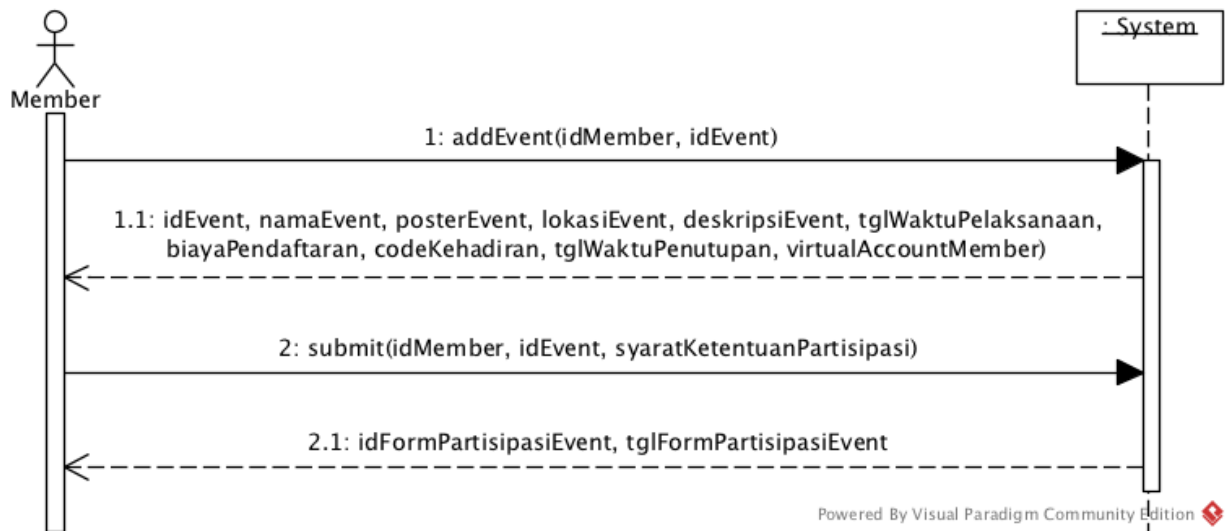 : System
Member
1: addEvent(idMember, idEvent)
1.1: idEvent, namaEvent, posterEvent, lokasiEvent, deskripsiEvent, tglWaktuPelaksanaan,
biayaPendaftaran, codeKehadiran, tglWaktuPenutupan, virtualAccountMember)
2: submit(idMember, idEvent, syaratKetentuanPartisipasi)
2.1: idFormPartisipasiEvent, tglFormPartisipasiEvent
Powered By Visual Paradigm Community Edition